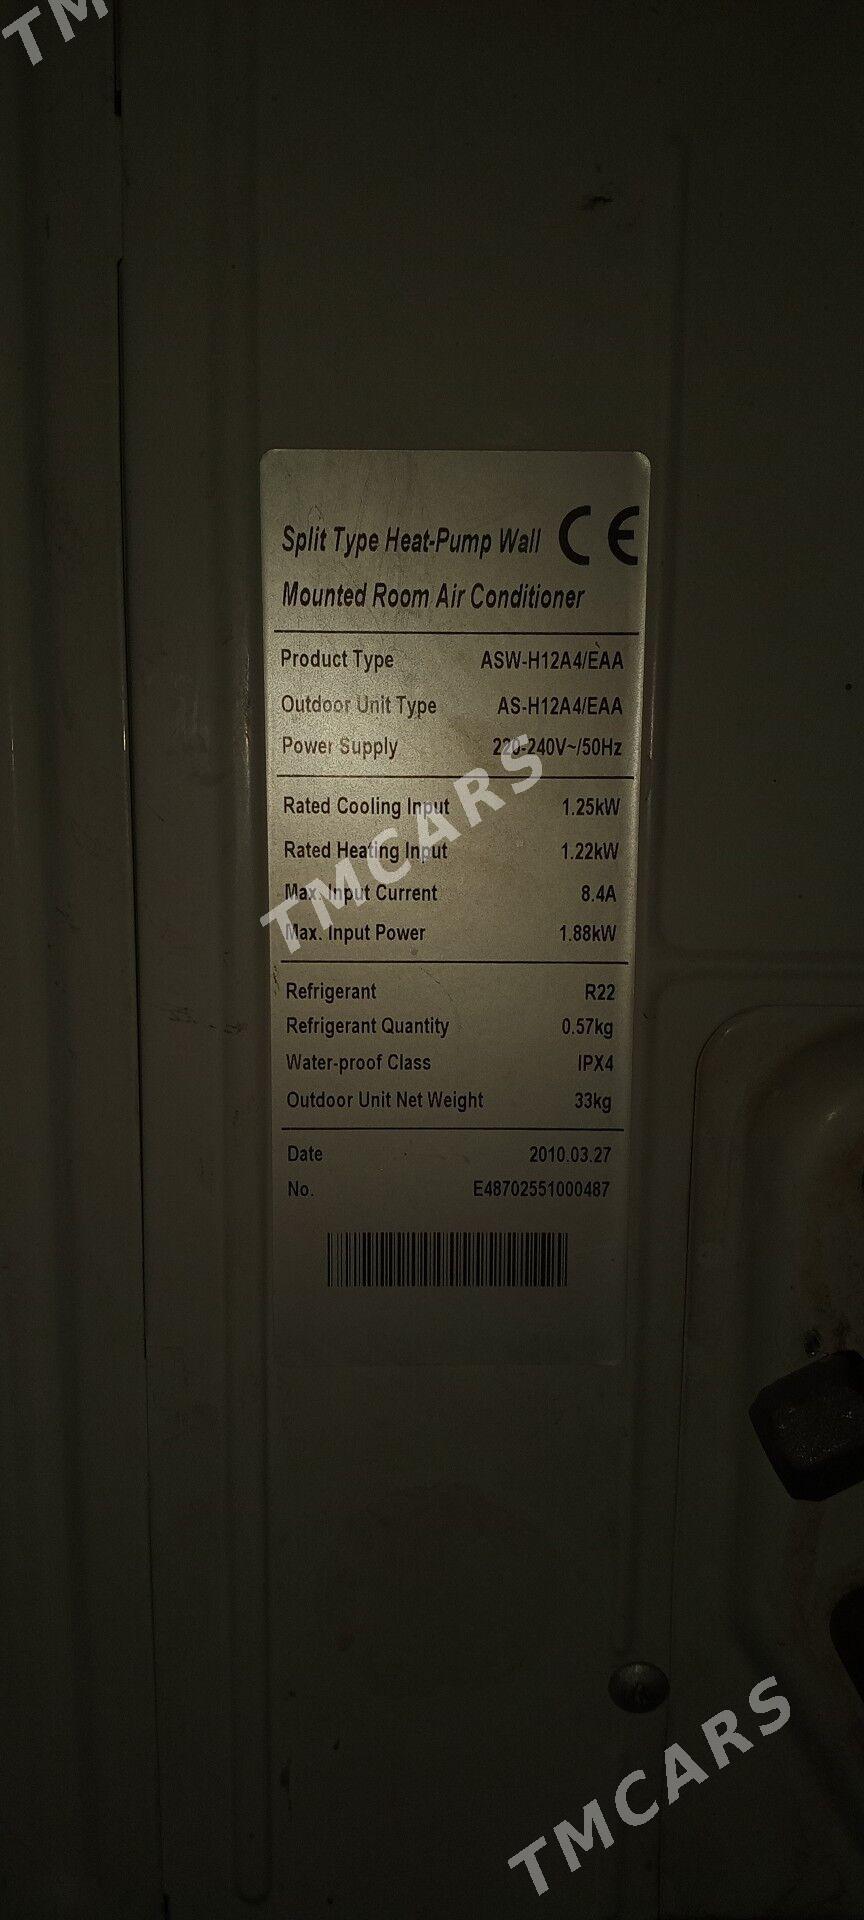 TM
Split Type Heat-Pump Wall CE
Mounted Room Air Conditioner
Product Type ASW-H12A4/EAA
Outdoor Unit Type AS-H12A4/EAA
Power Supply 220-240V~/50Hz
Rated Cooling Input 1.25kW
Rated Heating Input 1.22kW
Max. Input Current 8.4A
Max. Input Power 1.88kW
TMCARS
Refrigerant R22
Refrigerant Quantity 0.57kg
Water-proof Class IPX4
Outdoor Unit Net Weight 33kg
Date 2010.03.27
No. E48702551000487
TMCARS